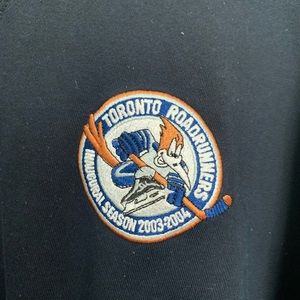 TORONTO ROADRUNNERS
INAUGURAL SEASON 2003-2004